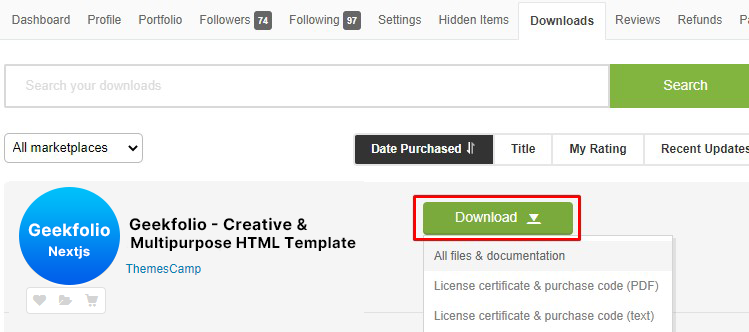 Dashboard Profile Portfolio Followers 74 Following 97 Settings Hidden Items Downloads Reviews Refunds
Search your downloads Search
All marketplaces Date Purchased Title My Rating Recent Updates
Geekfolio
Nextjs
Geekfolio - Creative &
Multipurpose HTML Template
ThemesCamp
Download
All files & documentation
License certificate & purchase code (PDF)
License certificate & purchase code (text)